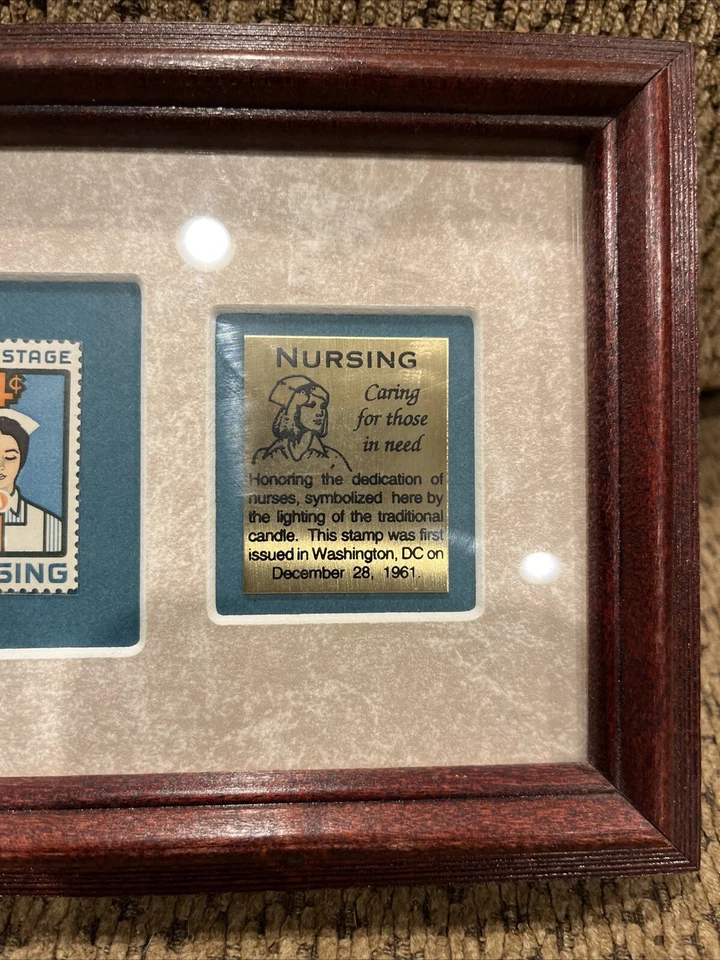 STAGE
4¢
SING
NURSING
Caring
for those
in need
Honoring the dedication of
nurses, symbolized here by
the lighting of the traditional
candle. This stamp was first
issued in Washington, DC on
December 28, 1961.